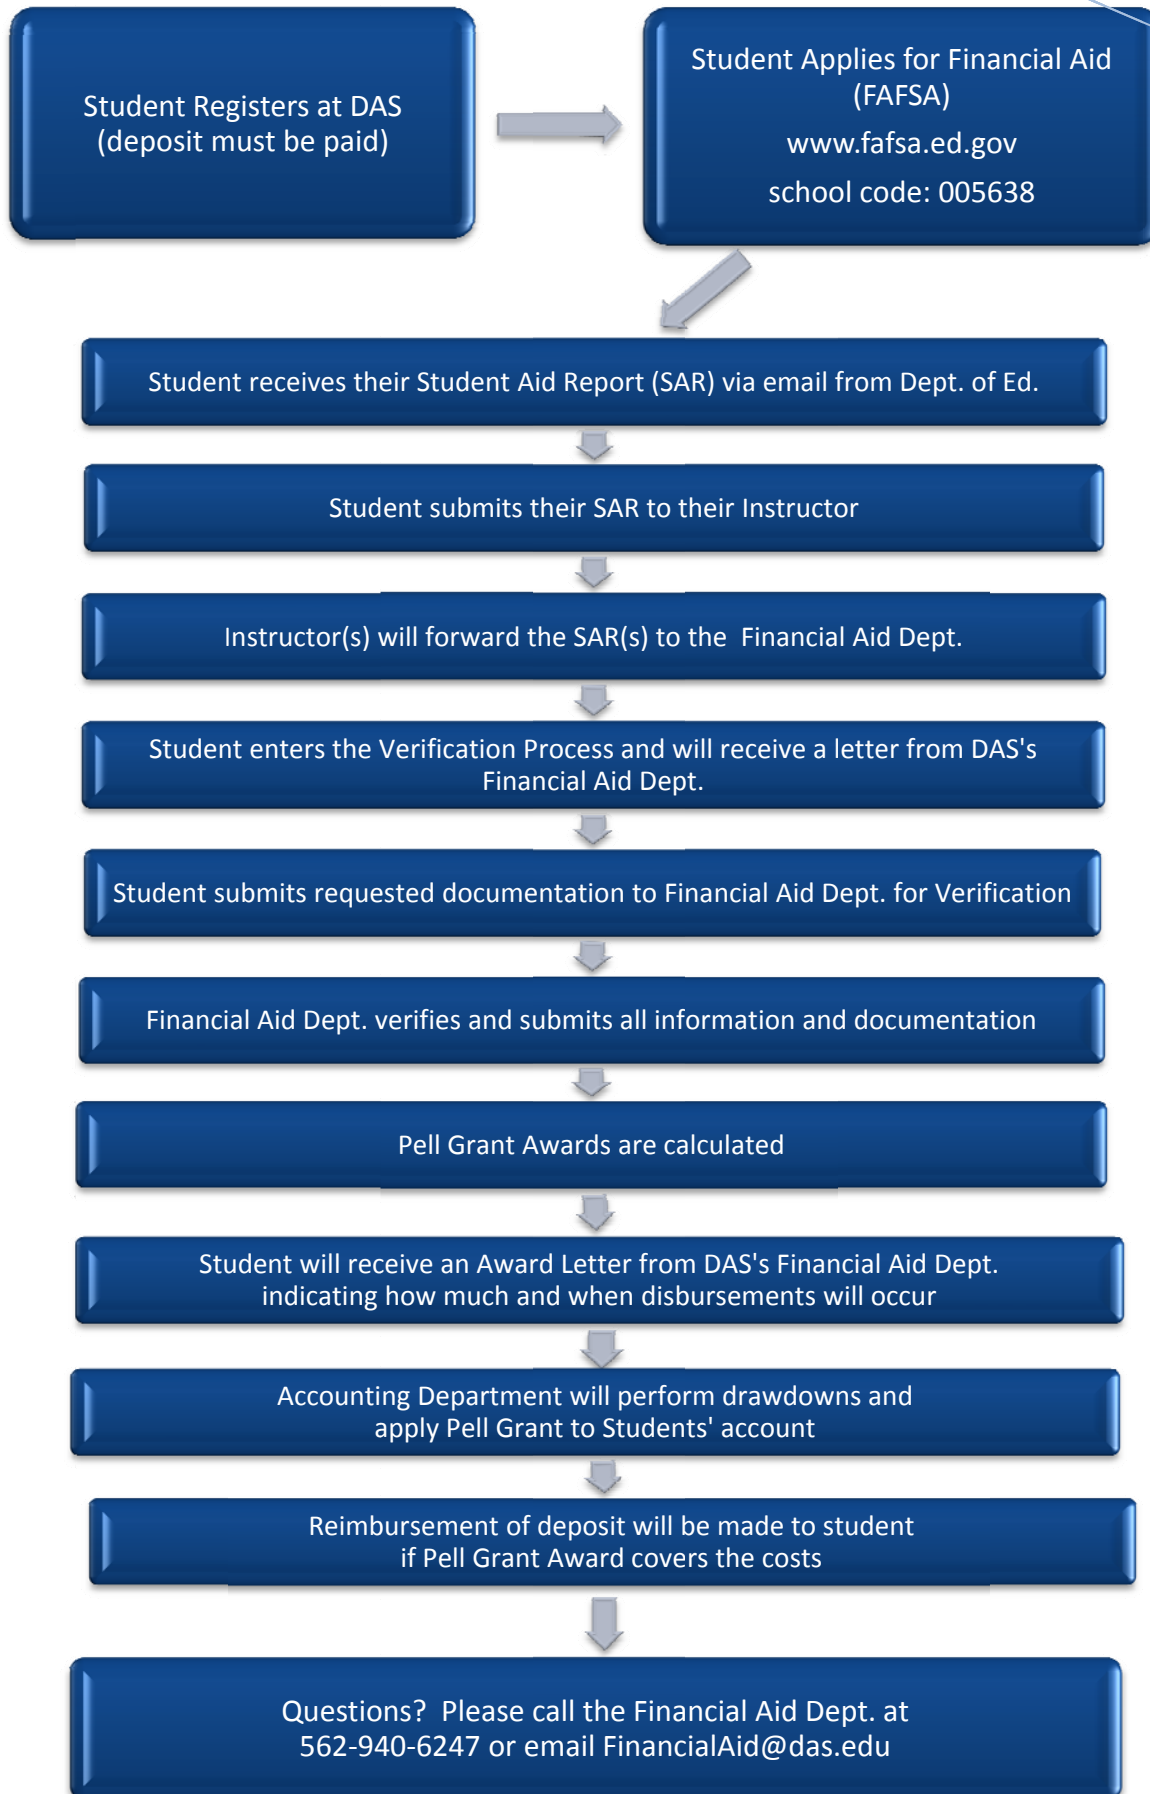 Student Registers at DAS
(deposit must be paid)
Student Applies for Financial Aid
(FAFSA)
www.fafsa.ed.gov
school code: 005638
Student receives their Student Aid Report (SAR) via email from Dept. of Ed.
Student submits their SAR to their Instructor
Instructor(s) will forward the SAR(s) to the Financial Aid Dept.
Student enters the Verification Process and will receive a letter from DAS's
Financial Aid Dept.
Student submits requested documentation to Financial Aid Dept. for Verification
Financial Aid Dept. verifies and submits all information and documentation
Pell Grant Awards are calculated
Student will receive an Award Letter from DAS's Financial Aid Dept.
indicating how much and when disbursements will occur
Accounting Department will perform drawdowns and
apply Pell Grant to Students' account
Reimbursement of deposit will be made to student
if Pell Grant Award covers the costs
Questions? Please call the Financial Aid Dept. at
562-940-6247 or email FinancialAid@das.edu